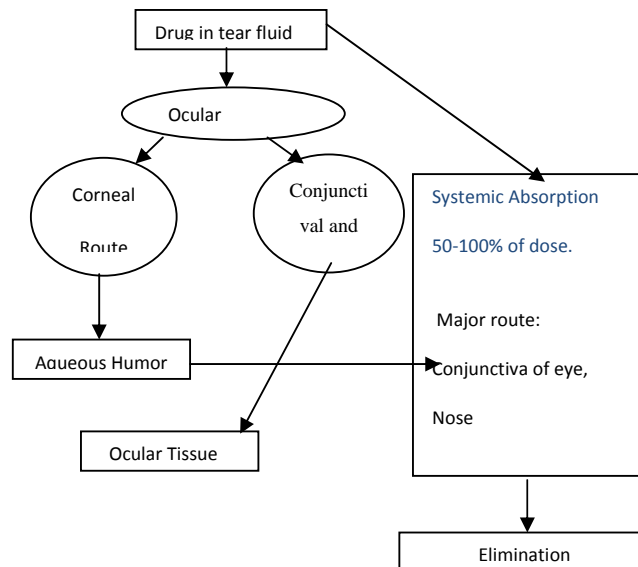 Drug in tear fluid
Ocular
Corneal
Route
Conjuncti
val and
Systemic Absorption
50-100% of dose.
Major route:
Conjunctiva of eye,
Nose
Aqueous Humor
Ocular Tissue
Elimination